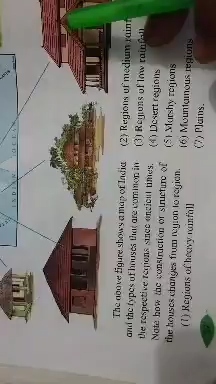 The above figure shows a map of India
and the types of houses that are common in
the respective regions since ancient times.
Note how the construction or structure of
the houses changes from region to region.
(1) Regions of heavy rainfall
(2) Regions of medium
(3) Regions of low rainfall
(4) Desert regions
(5) Marshy regions
(6) Mountainous regions
(7) Plains.